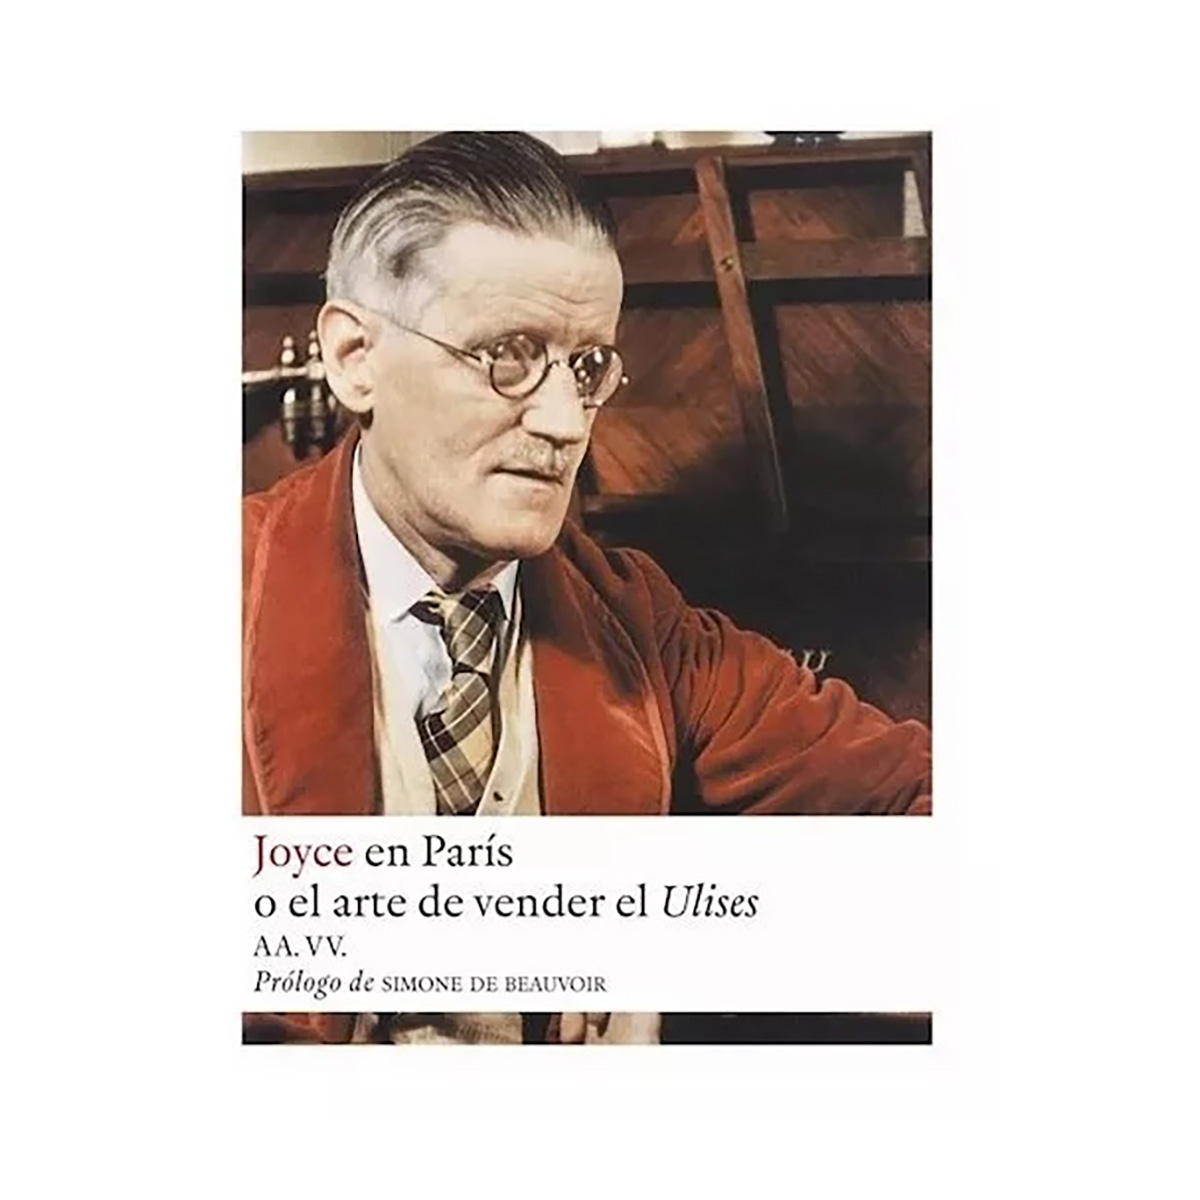 Joyce en París
o el arte de vender el Ulises
AA. VV.
Prólogo de SIMONE DE BEAUVOIR